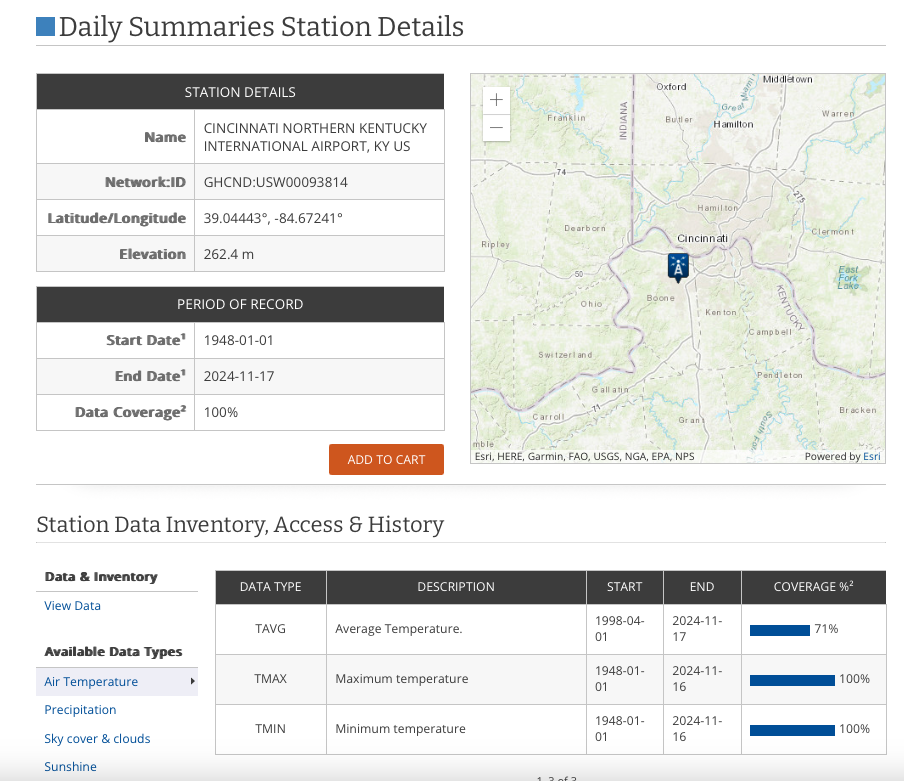 Daily Summaries Station Details
STATION DETAILS
Name
CINCINNATI NORTHERN KENTUCKY
INTERNATIONAL AIRPORT, KY US
Network:ID
GHCND:USW00093814
Latitude/Longitude
39.04443°, -84.67241°
Elevation
262.4 m
PERIOD OF RECORD
Start Date¹
1948-01-01
End Date¹
2024-11-17
Data Coverage²
100%
ADD TO CART
+
−
Oxford
Middletown
Franklin
INDIANA
Butler
Great Mi
Hamilton
Warren
74
275
Hamilton
Dearborn
Clermont
Ripley
Cincinnati
50
East
Fork
Lake
Boone
Ohio
KENTUCKY
Kenton
Campbell
Switzerland
Pendleton
Gallatin
71
Carroll
Grant
South For
Bracken
mble
Esri, HERE, Garmin, FAO, USGS, NGA, EPA, NPS
Powered by Esri
Station Data Inventory, Access & History
Data & Inventory
View Data
Available Data Types
Air Temperature
Precipitation
Sky cover & clouds
Sunshine
DATA TYPE DESCRIPTION START END COVERAGE %²
TAVG Average Temperature. 1998-04-01 2024-11-17 71%
TMAX Maximum temperature 1948-01-01 2024-11-16 100%
TMIN Minimum temperature 1948-01-01 2024-11-16 100%
1-3 of 3